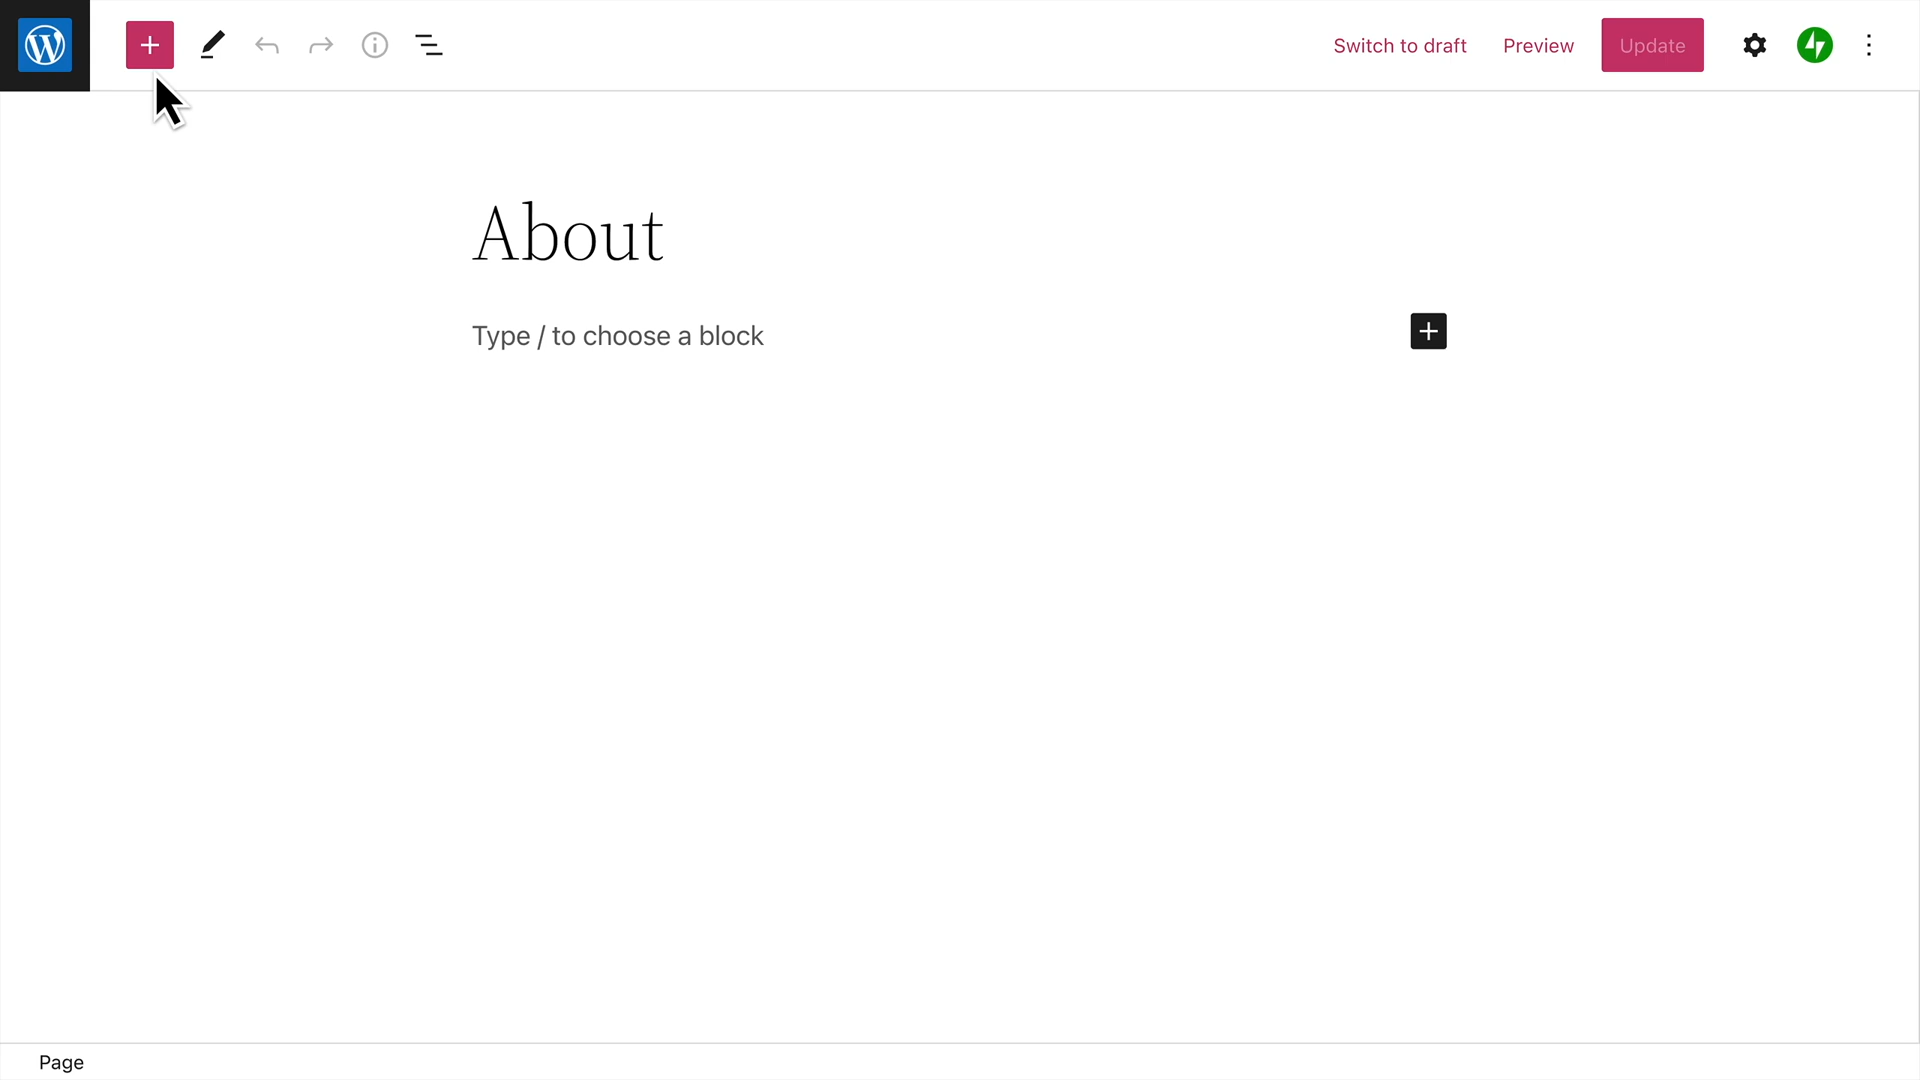 Switch to draft Preview Update
About
Type / to choose a block
Page